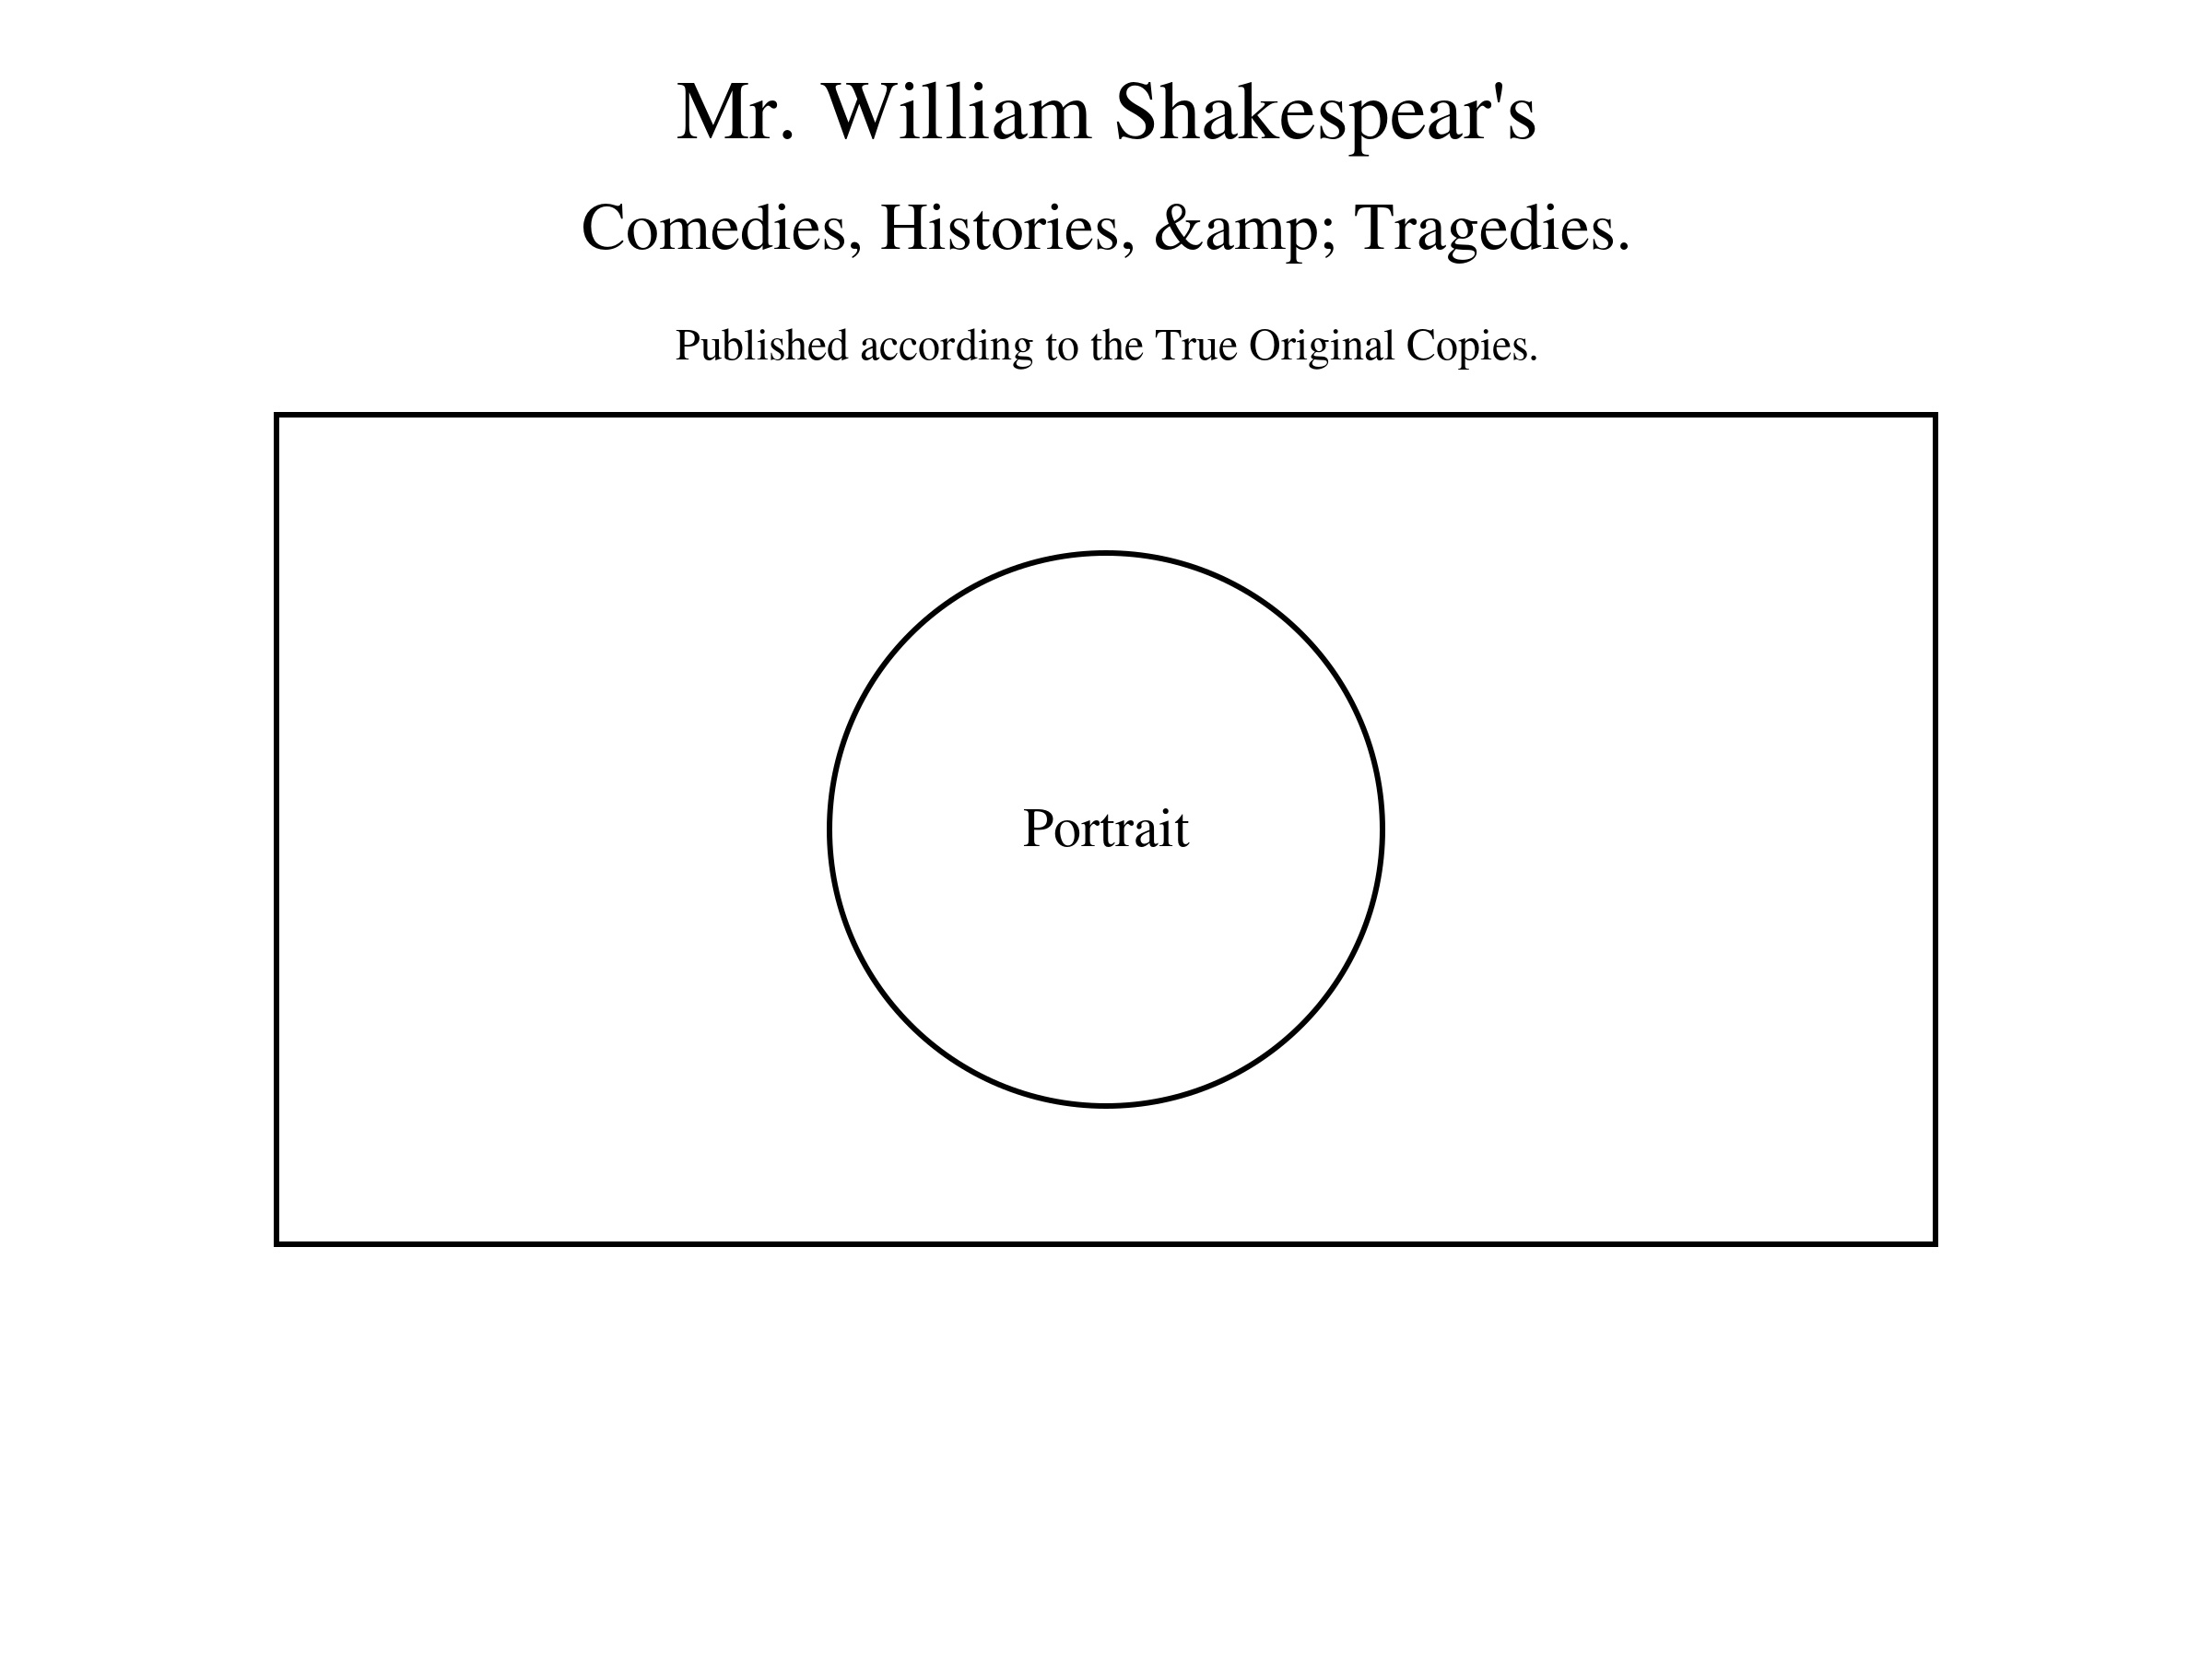 Mr. William Shakespear's
Comedies, Histories, &amp; Tragedies.
Published according to the True Original Copies.
Portrait